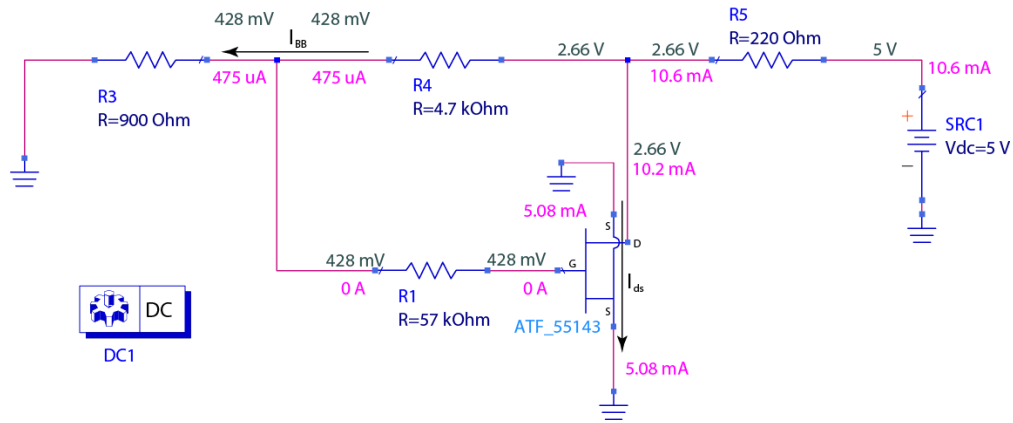 428 mV 428 mV
I_BB
475 uA 475 uA
R3
R=900 Ohm
R4
R=4.7 kOhm
2.66 V 2.66 V
10.6 mA
R5
R=220 Ohm
5 V
10.6 mA
+
SRC1
Vdc=5 V
−
2.66 V
10.2 mA
5.08 mA
S
D
G
S
I_ds
428 mV 428 mV
0 A 0 A
R1
R=57 kOhm
ATF_55143
5.08 mA
DC
DC1